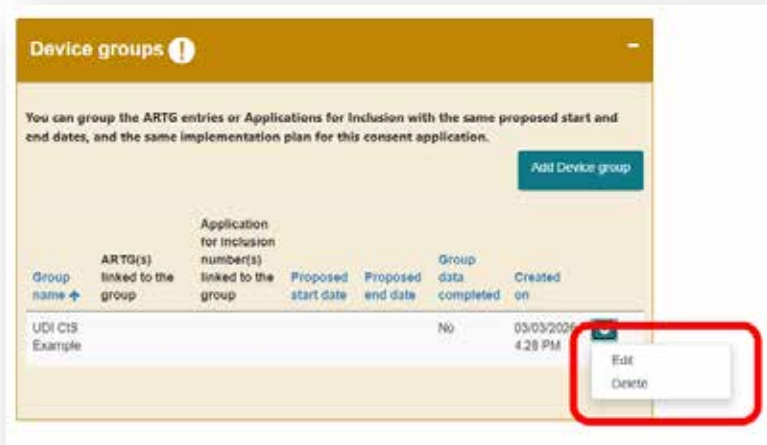 Device groups !
You can group the ARTG entries or Applications for Inclusion with the same proposed start and
end dates, and the same implementation plan for this consent application.
Add Device group
Group name
ARTG(s) linked to the group
Application for Inclusion number(s) linked to the group
Proposed start date
Proposed end date
Group data completed
Created on
UDI CtS Example
No
03/03/2026 4:28 PM
Edit
Delete